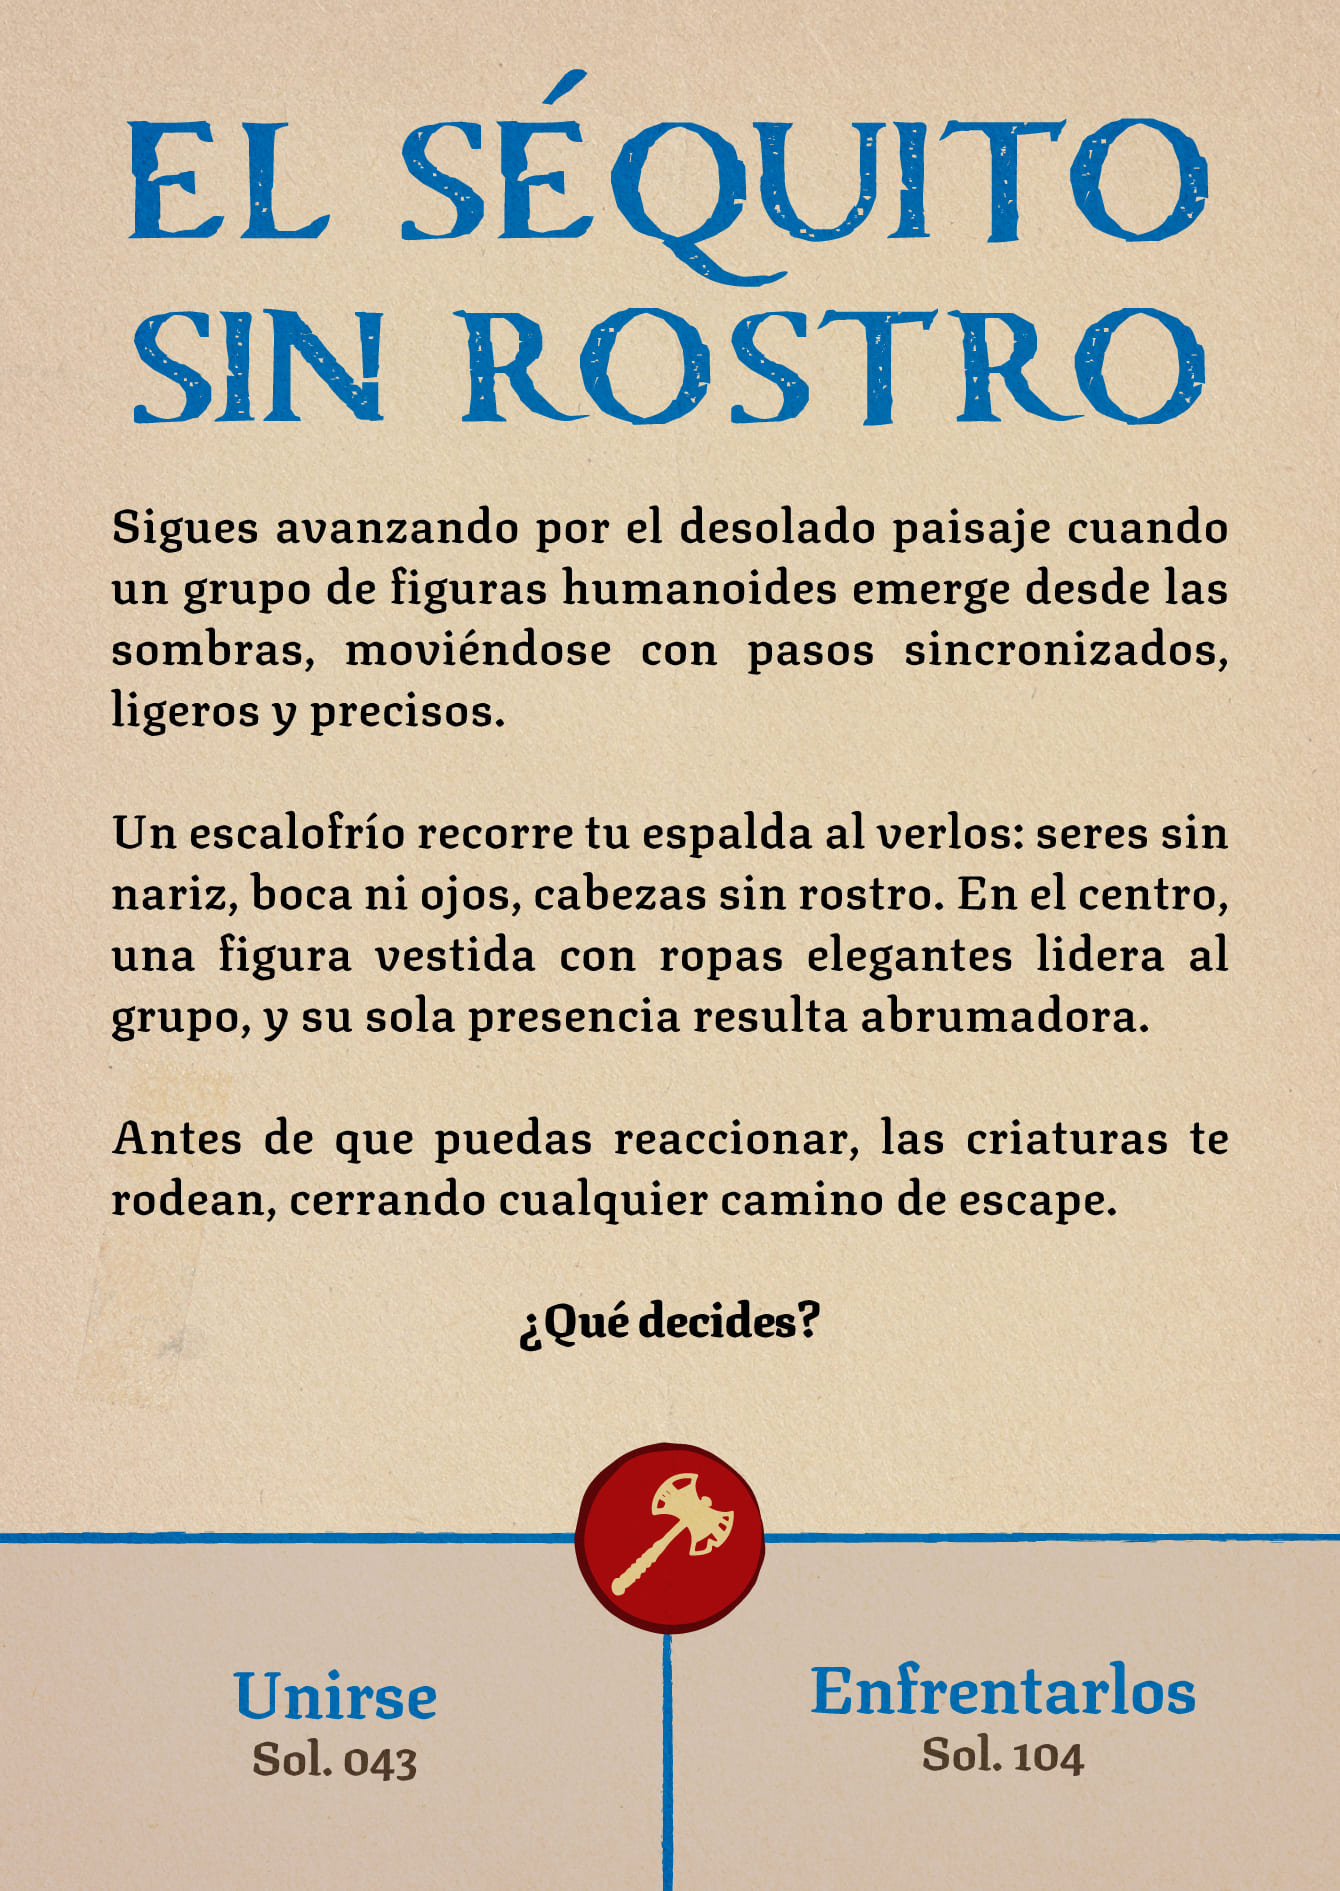 EL SÉQUITO
SIN ROSTRO
Sigues avanzando por el desolado paisaje cuando
un grupo de figuras humanoides emerge desde las
sombras, moviéndose con pasos sincronizados,
ligeros y precisos.
Un escalofrío recorre tu espalda al verlos: seres sin
nariz, boca ni ojos, cabezas sin rostro. En el centro,
una figura vestida con ropas elegantes lidera al
grupo, y su sola presencia resulta abrumadora.
Antes de que puedas reaccionar, las criaturas te
rodean, cerrando cualquier camino de escape.
¿Qué decides?
Unirse
Sol. 043
Enfrentarlos
Sol. 104